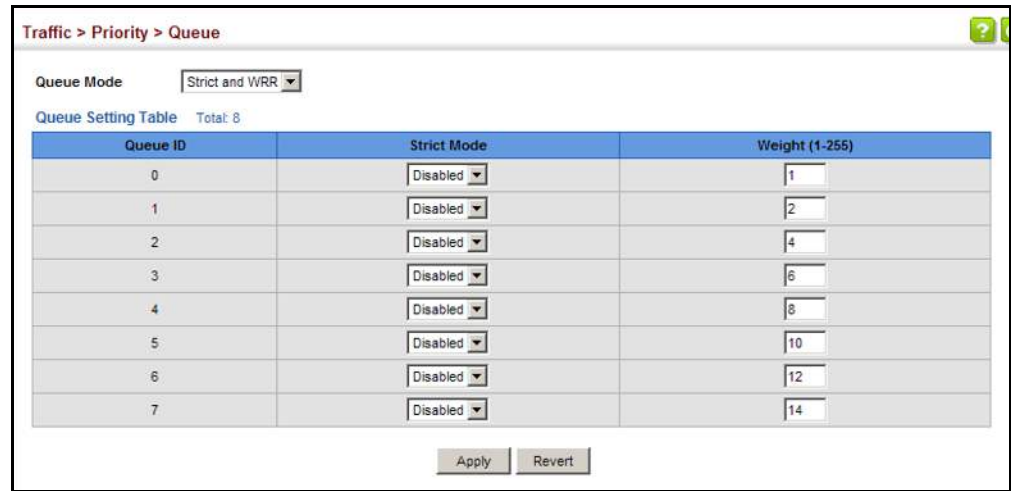 Traffic > Priority > Queue
?
Queue Mode Strict and WRR
Queue Setting Table Total: 8
Queue ID Strict Mode Weight (1-255)
0 Disabled 1
1 Disabled 2
2 Disabled 4
3 Disabled 6
4 Disabled 8
5 Disabled 10
6 Disabled 12
7 Disabled 14
Apply Revert